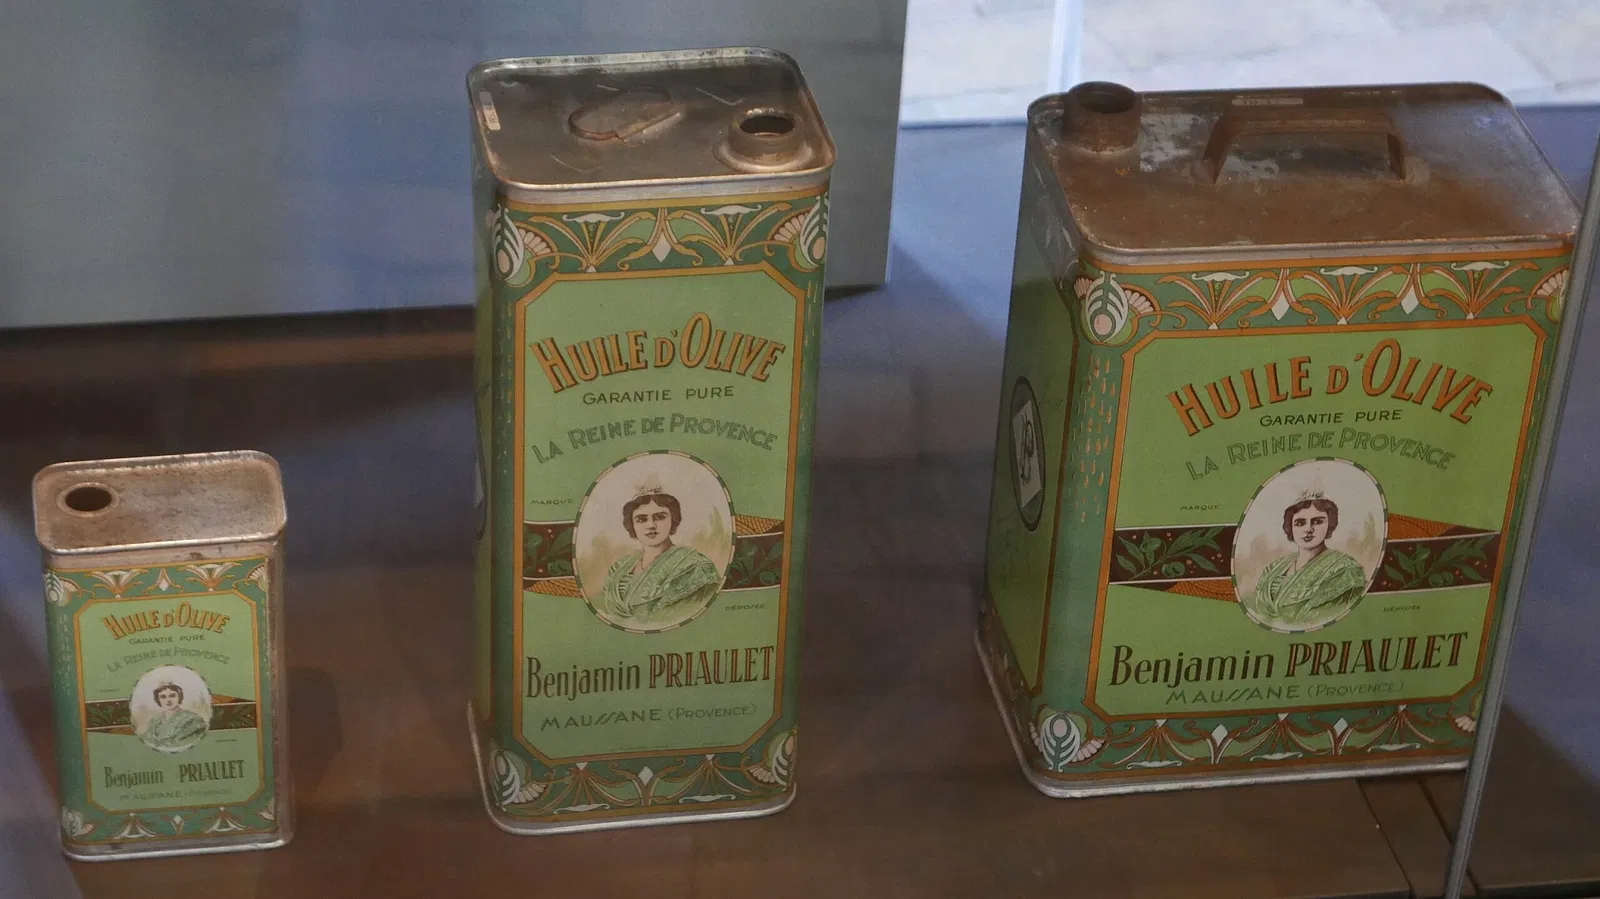 HUILE D'OLIVE
GARANTIE PURE
LA REINE DE PROVENCE
Benjamin PRIAULET
MAUSSANE - PROVENCE
HUILE D'OLIVE
GARANTIE PURE
LA REINE DE PROVENCE
MARQUE
DÉPOSÉE
Benjamin PRIAULET
MAUSSANE (PROVENCE)
HUILE D'OLIVE
GARANTIE PURE
LA REINE DE PROVENCE
MARQUE
DÉPOSÉE
Benjamin PRIAULET
MAUSSANE (PROVENCE)